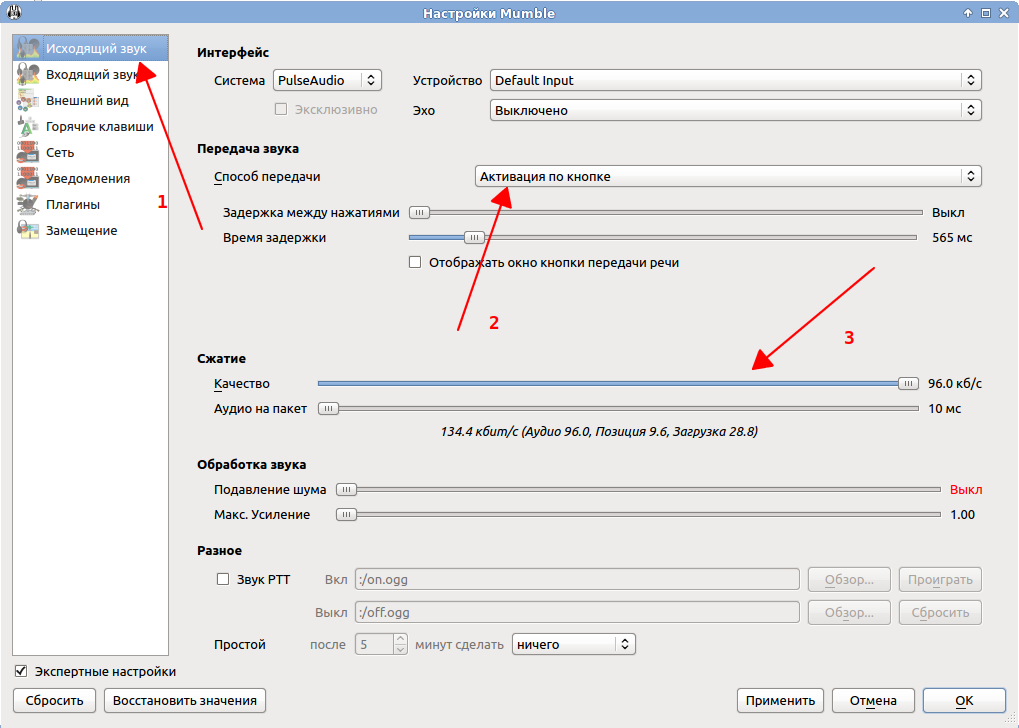 Настройки Mumble
Исходящий звук
Входящий звук
Внешний вид
Горячие клавиши
Сеть
Уведомления
Плагины
Замещение
1
Интерфейс
Система PulseAudio Устройство Default Input
Эксклюзивно Эхо Выключено
Передача звука
Способ передачи Активация по кнопке
Задержка между нажатиями Выкл
Время задержки 565 мс
Отображать окно кнопки передачи речи
2
3
Сжатие
Качество 96.0 кб/с
Аудио на пакет 10 мс
134.4 кбит/с (Аудио 96.0, Позиция 9.6, Загрузка 28.8)
Обработка звука
Подавление шума Выкл
Макс. Усиление 1.00
Разное
Звук PTT Вкл :/on.ogg Обзор... Проиграть
Выкл :/off.ogg Обзор... Сбросить
Простой после 5 минут сделать ничего
Экспертные настройки
Сбросить Восстановить значения Применить Отмена OK